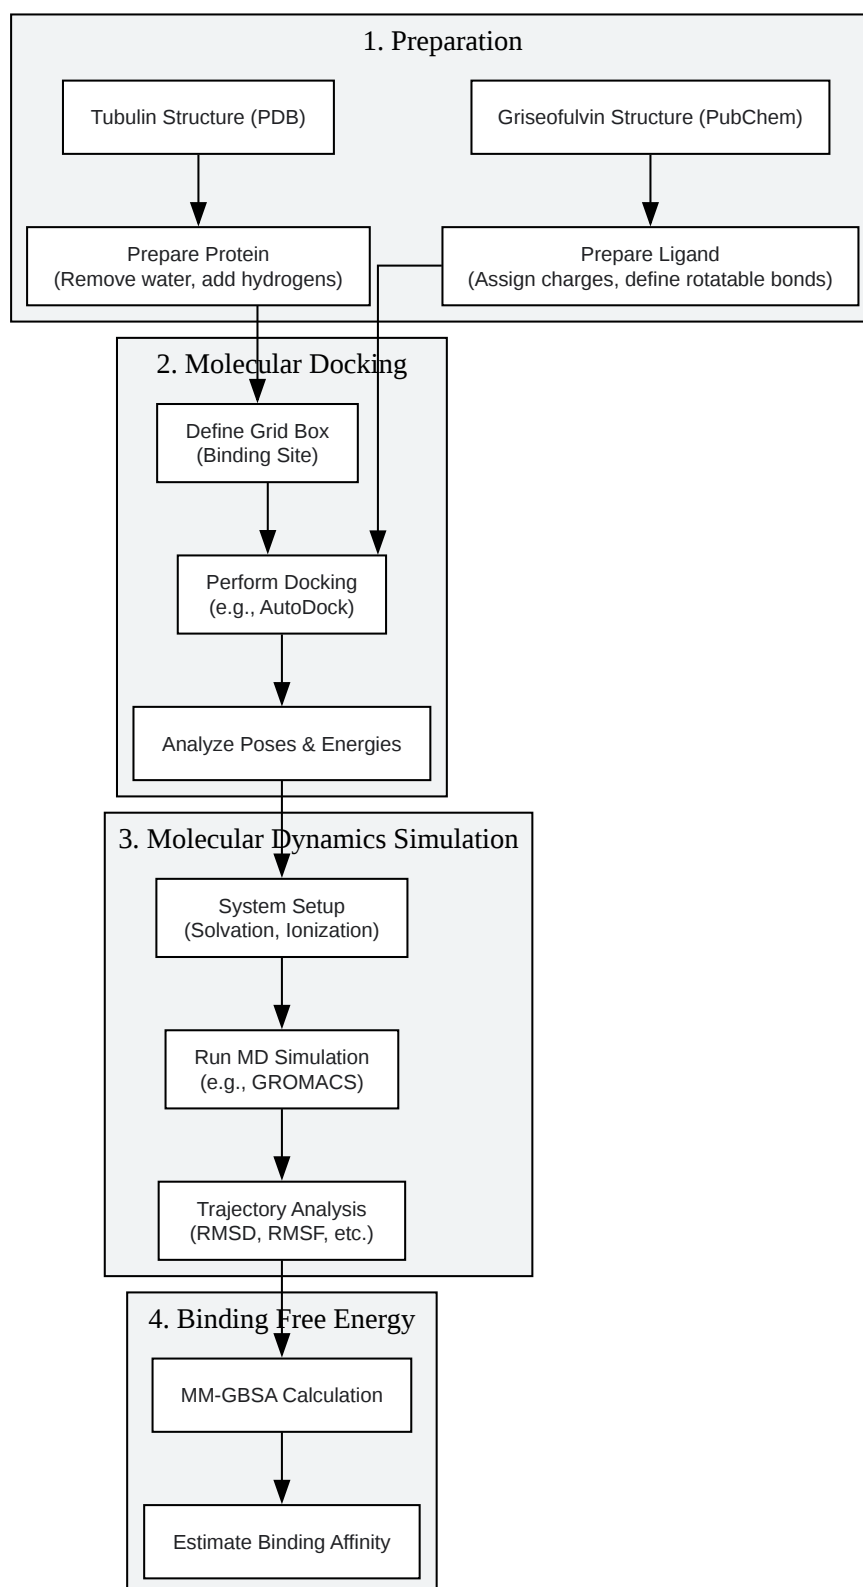 1. Preparation
Tubulin Structure (PDB)
Griseofulvin Structure (PubChem)
Prepare Protein
(Remove water, add hydrogens)
Prepare Ligand
(Assign charges, define rotatable bonds)
2. Molecular Docking
Define Grid Box
(Binding Site)
Perform Docking
(e.g., AutoDock)
Analyze Poses & Energies
3. Molecular Dynamics Simulation
System Setup
(Solvation, Ionization)
Run MD Simulation
(e.g., GROMACS)
Trajectory Analysis
(RMSD, RMSF, etc.)
4. Binding Free Energy
MM-GBSA Calculation
Estimate Binding Affinity